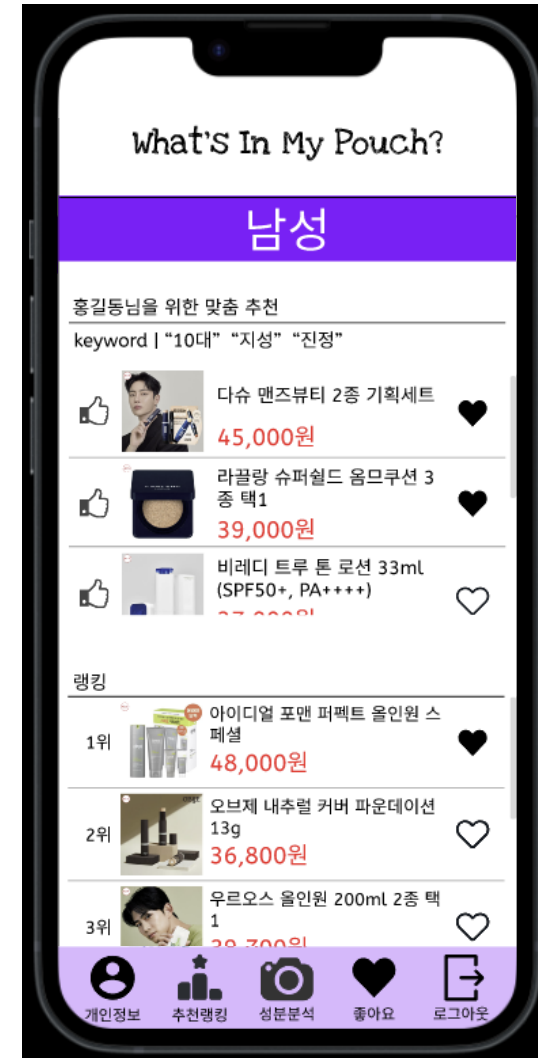 What's In My Pouch?
남성
홍길동님을 위한 맞춤 추천
keyword | “10대” “지성” “진정”
다슈 맨즈뷰티 2종 기획세트
45,000원
라끌랑 슈퍼쉴드 옴므쿠션 3
종 택1
39,000원
비레디 트루 톤 로션 33ml
(SPF50+, PA++++)
랭킹
1위
아이디얼 포맨 퍼펙트 올인원 스
페셜
48,000원
2위
오브제 내추럴 커버 파운데이션
13g
36,800원
3위
우르오스 올인원 200ml 2종 택
1
개인정보
추천랭킹
성분분석
좋아요
로그아웃